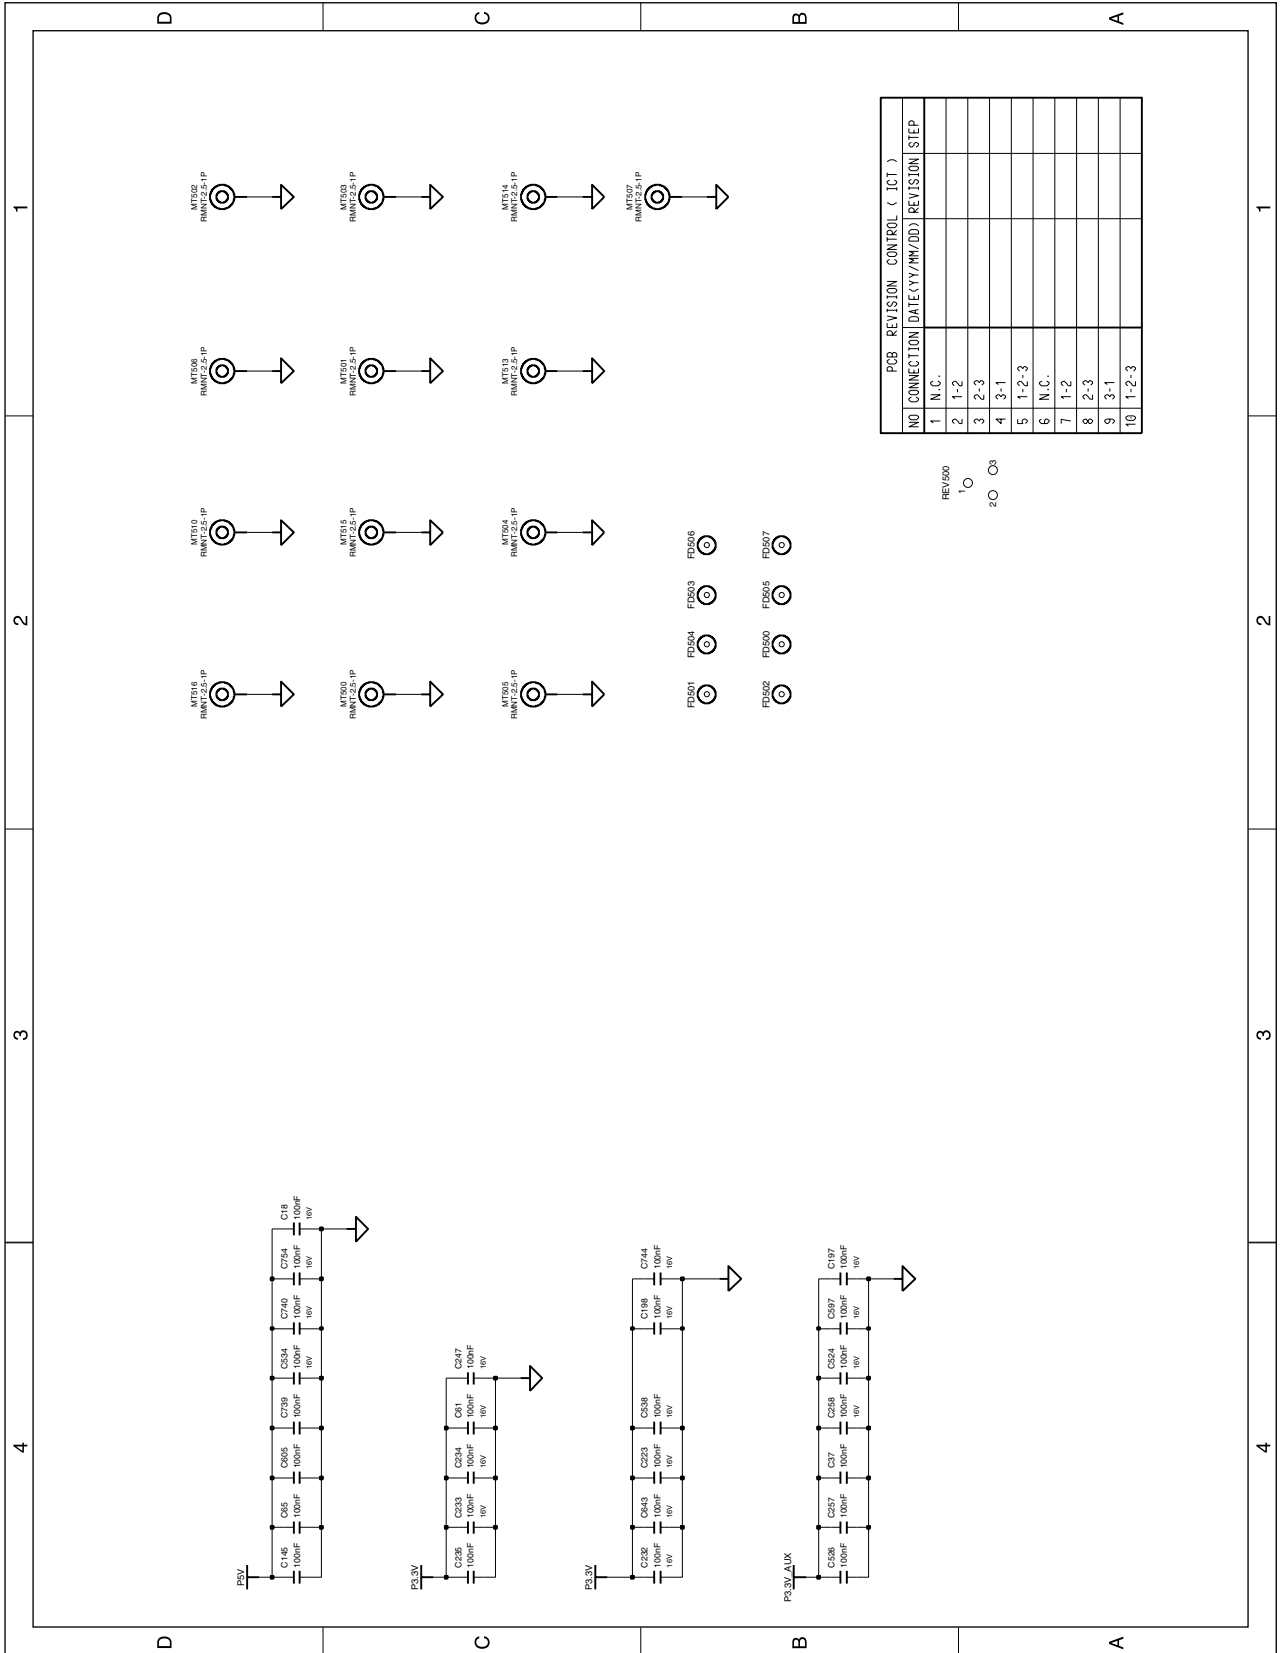 4 3 2 1
D D
MT516 MT510 MT506 MT502
RMNT-2.5-1P RMNT-2.5-1P RMNT-2.5-1P RMNT-2.5-1P
P5V
C145 C65 C605 C739 C534 C740 C754 C18
100nF 100nF 100nF 100nF 100nF 100nF 100nF 100nF
16V 16V 16V 16V
MT500 MT515 MT501 MT503
RMNT-2.5-1P RMNT-2.5-1P RMNT-2.5-1P RMNT-2.5-1P
P3.3V
C235 C233 C234 C61 C247
100nF 100nF 100nF 100nF 100nF
16V 16V 16V 16V
C C
MT505 MT504 MT513 MT514
RMNT-2.5-1P RMNT-2.5-1P RMNT-2.5-1P RMNT-2.5-1P
P3.3V
C232 C643 C223 C538 C198 C744
100nF 100nF 100nF 100nF 100nF 100nF
16V 16V 16V 16V 16V 16V
MT507
RMNT-2.5-1P
FD501 FD504 FD503 FD506
FD502 FD500 FD505 FD507
P3.3V_AUX
B B
C526 C257 C37 C258 C524 C597 C197
100nF 100nF 100nF 100nF 100nF 100nF 100nF
16V 16V 16V 16V
PCB REVISION CONTROL ( ICT )
NO CONNECTION DATE(YY/MM/DD) REVISION STEP
1 N.C.
2 1-2
3 2-3
4 3-1
5 1-2-3
6 N.C.
7 1-2
8 2-3
9 3-1
10 1-2-3
REV500
1
2 3
A A
4 3 2 1